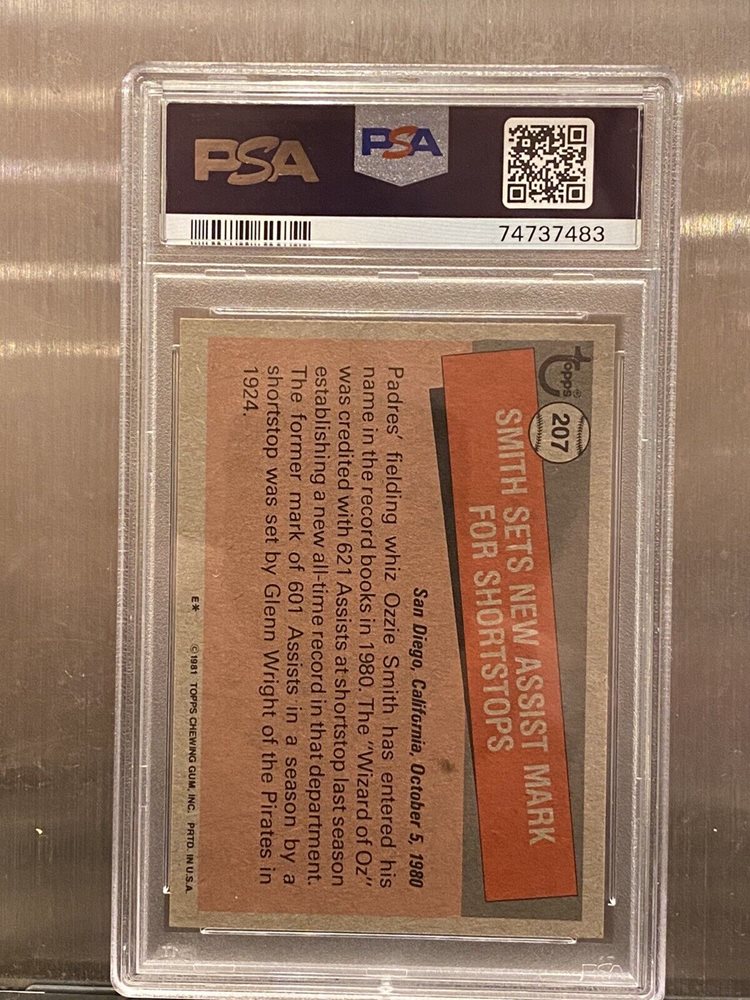 PSA
PSA
74737483
topps®
207
SMITH SETS NEW ASSIST MARK
FOR SHORTSTOPS
San Diego, California, October 5, 1980
Padres' fielding whiz Ozzie Smith has entered his
name in the record books in 1980. The "Wizard of Oz"
was credited with 621 Assists at shortstop last season
establishing a new all-time record in that department.
The former mark of 601 Assists in a season by a
shortstop was set by Glenn Wright of the Pirates in
1924.
E* ©1981 TOPPS CHEWING GUM, INC. PRTD. IN U.S.A.
PSA